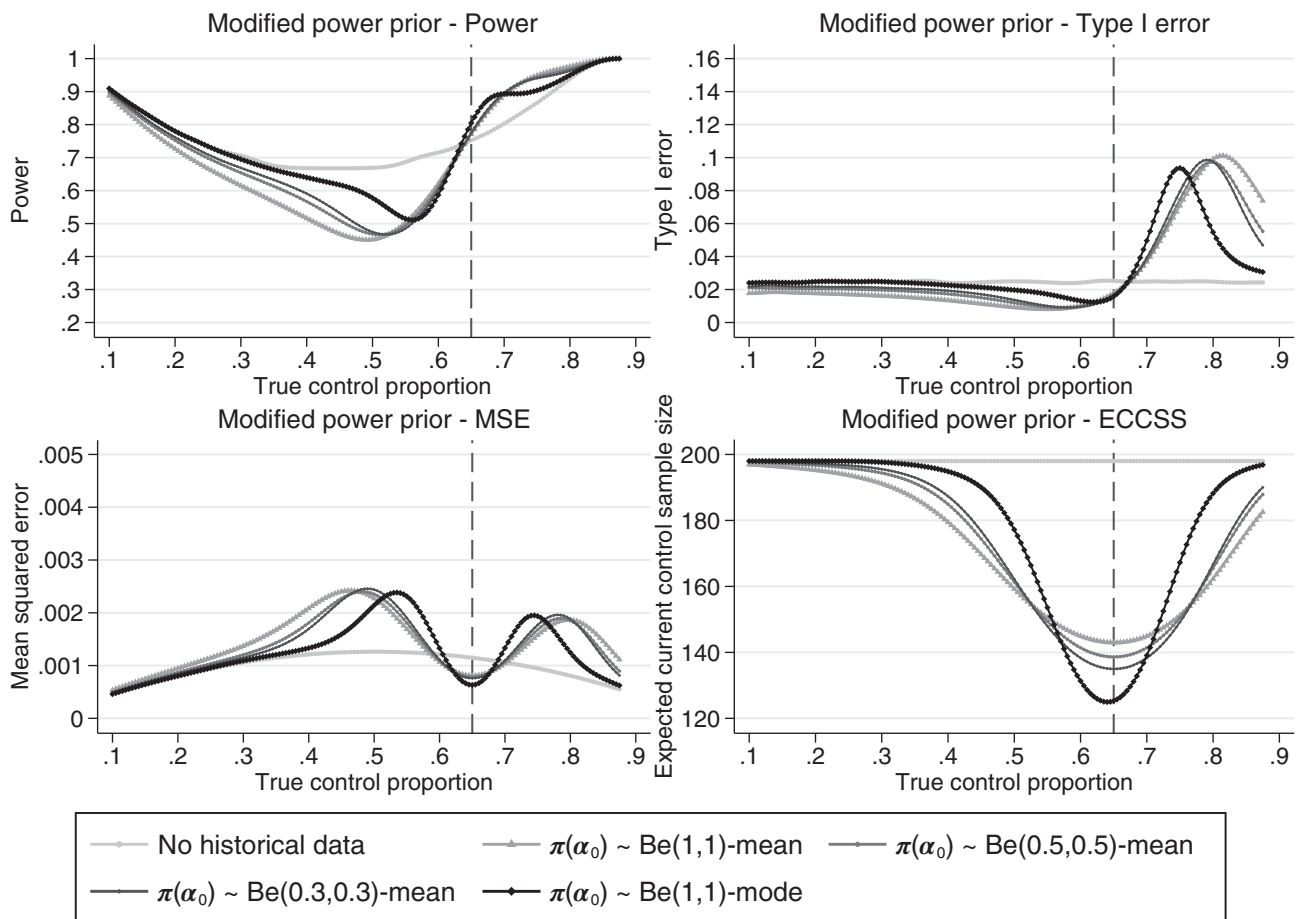 Modified power prior - Power
Power
1
.9
.8
.7
.6
.5
.4
.3
.2
.1 .2 .3 .4 .5 .6 .7 .8 .9
True control proportion
Modified power prior - Type I error
Type I error
.16
.14
.12
.1
.08
.06
.04
.02
0
.1 .2 .3 .4 .5 .6 .7 .8 .9
True control proportion
Modified power prior - MSE
Mean squared error
.005
.004
.003
.002
.001
0
.1 .2 .3 .4 .5 .6 .7 .8 .9
True control proportion
Modified power prior - ECCSS
Expected current control sample size
200
180
160
140
120
.1 .2 .3 .4 .5 .6 .7 .8 .9
True control proportion
No historical data
π(α₀) ~ Be(1,1)-mean
π(α₀) ~ Be(0.5,0.5)-mean
π(α₀) ~ Be(0.3,0.3)-mean
π(α₀) ~ Be(1,1)-mode